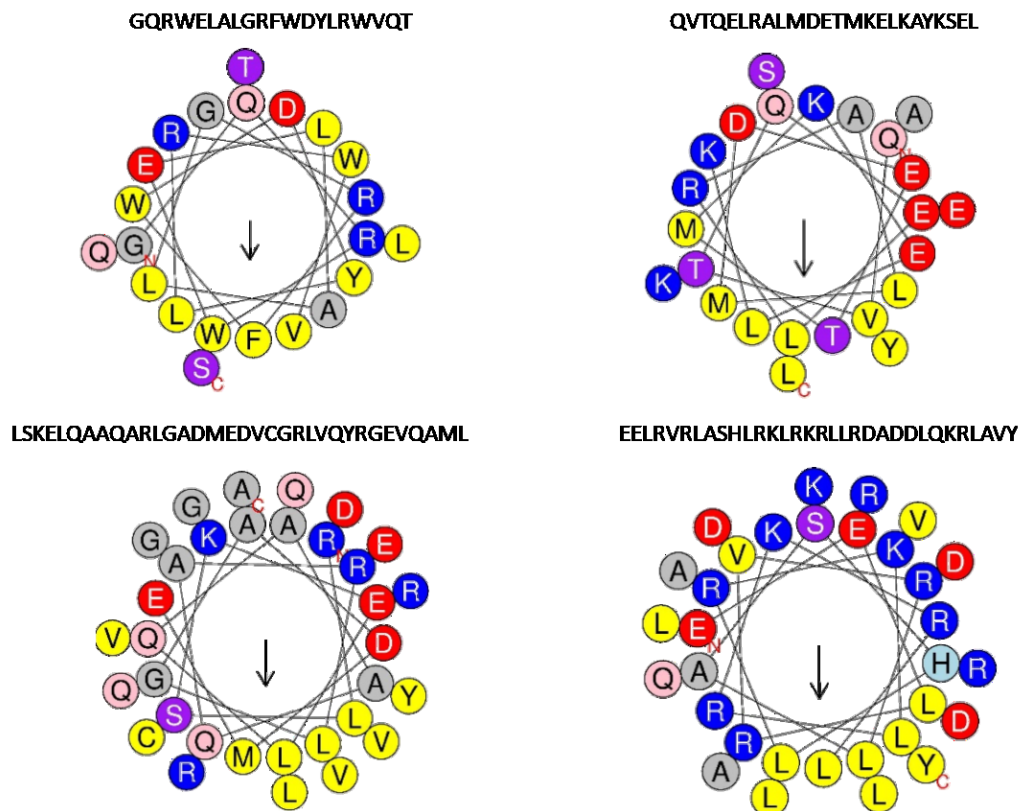 GQRWELALGRFWDYLRWVQT
T
G Q D
R L
E W
W R
Q G N R L
L Y
L A
W F V
S C
QVTQELRALMDETMKELKAYKSEL
S
Q K A A
D Q N
K E
R E E
M E
K T L
M V
L L T Y
L C
LSKELQAAQARLGADMEDVCGRLVQYRGEVQAML
A C Q
G D
K A A R N E
G A R
E E R
V Q D
Q G A Y
C S L V
R Q M L L V
L
EELRVRLASHLRKLRKRLLRDADDLQKRLAVY
K R
D V K S E V
K D
A R R
L E N R
Q A H R
R L D
R L
A L L L L Y C
L L